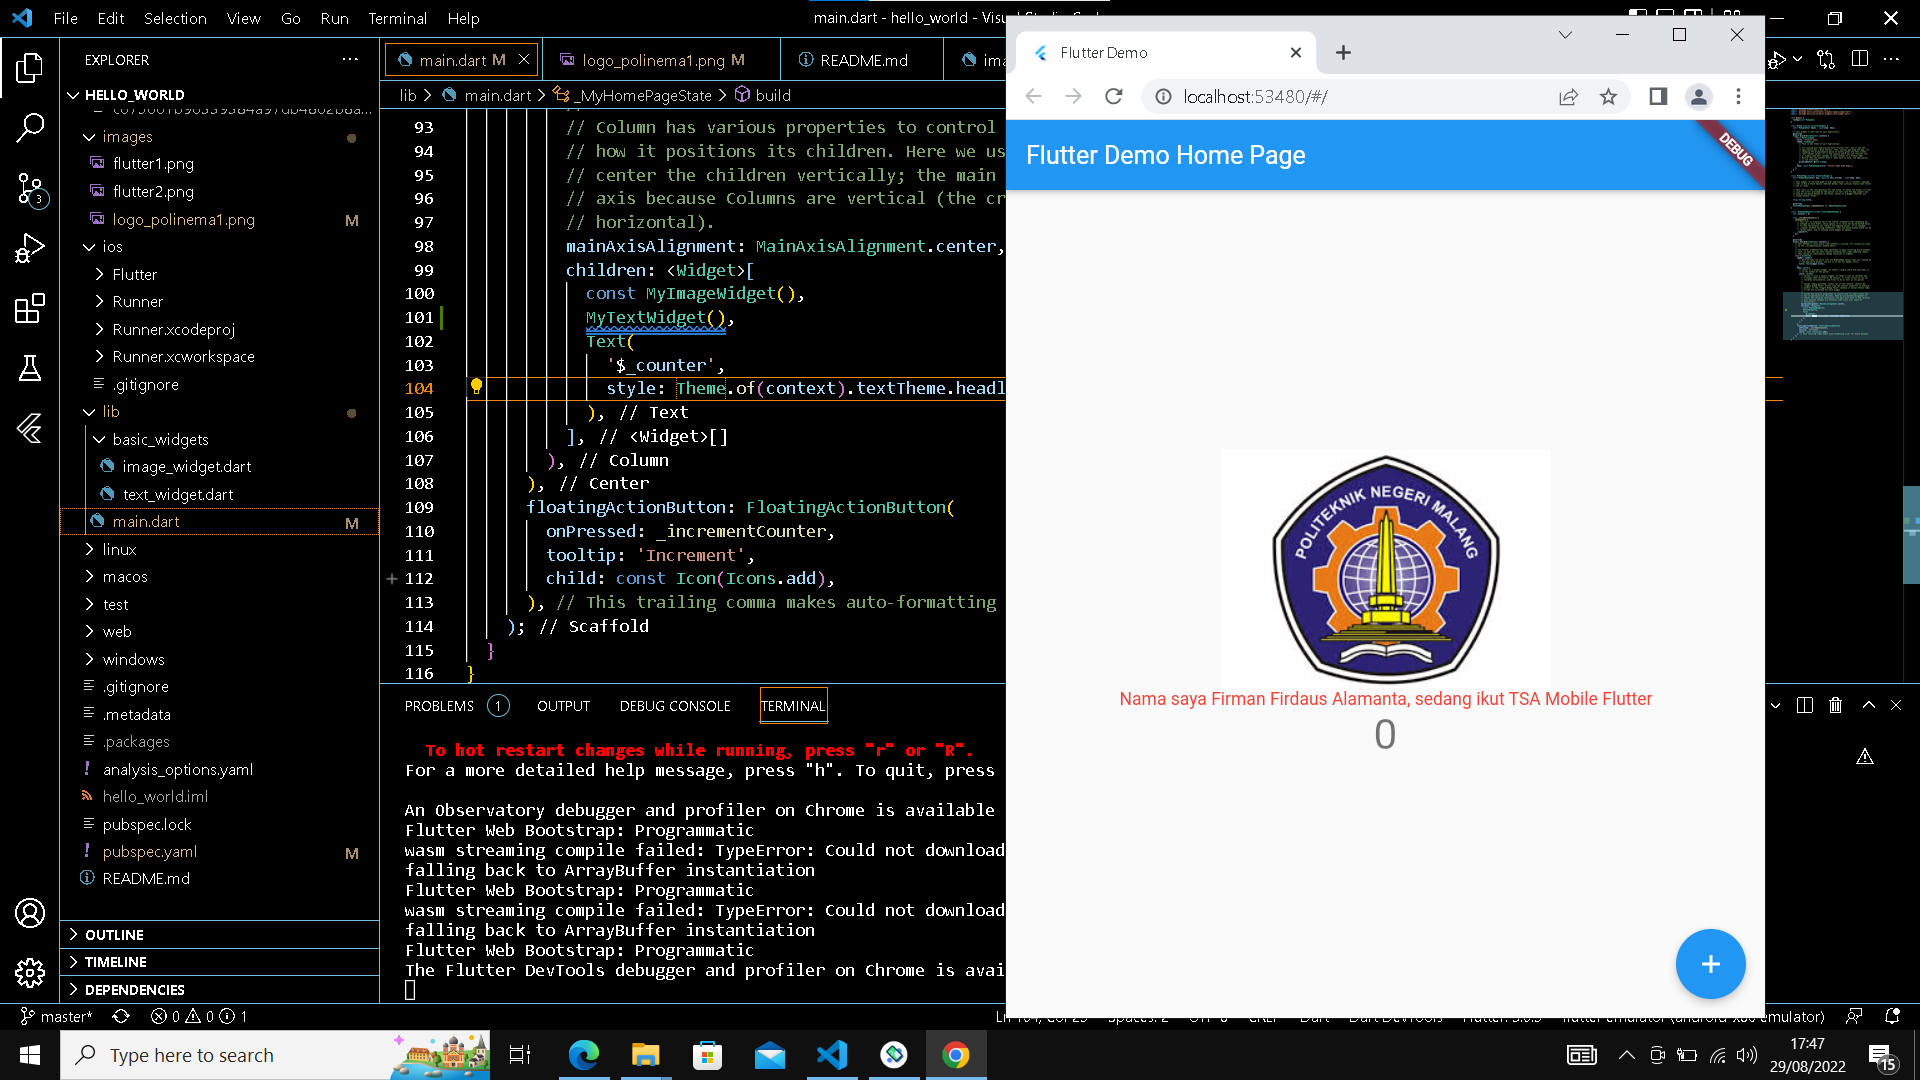 File Edit Selection View Go Run Terminal Help
main.dart - hello_world -
EXPLORER
HELLO_WORLD
images
flutter1.png
flutter2.png
logo_polinema1.png M
ios
Flutter
Runner
Runner.xcodeproj
Runner.xcworkspace
.gitignore
lib
basic_widgets
image_widget.dart
text_widget.dart
main.dart M
linux
macos
test
web
windows
.gitignore
.metadata
.packages
analysis_options.yaml
hello_world.iml
pubspec.lock
pubspec.yaml M
README.md
OUTLINE
TIMELINE
DEPENDENCIES
3
main.dart M
logo_polinema1.png M
README.md
lib > main.dart > _MyHomePageState > build
93 // Column has various properties to control
94 // how it positions its children. Here we us
95 // center the children vertically; the main
96 // axis because Columns are vertical (the cr
97 // horizontal).
98 mainAxisAlignment: MainAxisAlignment.center,
99 children: <Widget>[
100 const MyImageWidget(),
101 MyTextWidget(),
102 Text(
103 '$_counter',
104 style: Theme.of(context).textTheme.headl
105 ), // Text
106 ], // <Widget>[]
107 ), // Column
108 ), // Center
109 floatingActionButton: FloatingActionButton(
110 onPressed: _incrementCounter,
111 tooltip: 'Increment',
112 child: const Icon(Icons.add),
113 ), // This trailing comma makes auto-formatting
114 ); // Scaffold
115 }
116 }
PROBLEMS 1 OUTPUT DEBUG CONSOLE TERMINAL
To hot restart changes while running, press "r" or "R".
For a more detailed help message, press "h". To quit, press
An Observatory debugger and profiler on Chrome is available
Flutter Web Bootstrap: Programmatic
wasm streaming compile failed: TypeError: Could not download
falling back to ArrayBuffer instantiation
Flutter Web Bootstrap: Programmatic
wasm streaming compile failed: TypeError: Could not download
falling back to ArrayBuffer instantiation
Flutter Web Bootstrap: Programmatic
The Flutter DevTools debugger and profiler on Chrome is avai
Flutter Demo
localhost:53480/#/
Flutter Demo Home Page
DEBUG
POLITEKNIK NEGERI MALANG
Nama saya Firman Firdaus Alamanta, sedang ikut TSA Mobile Flutter
0
master* 0 0 1
Type here to search
17:47
29/08/2022
15